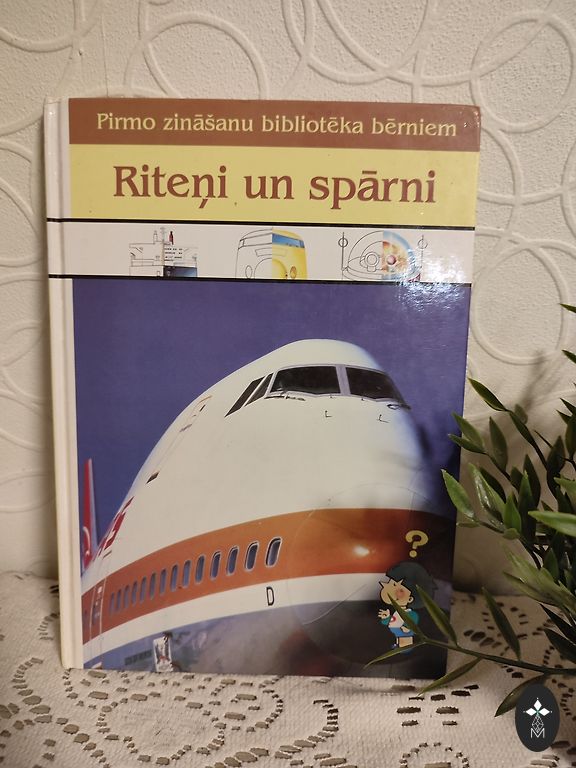 Pirmo zināšanu bibliotēka bērniem
Riteņi un spārni
?
D